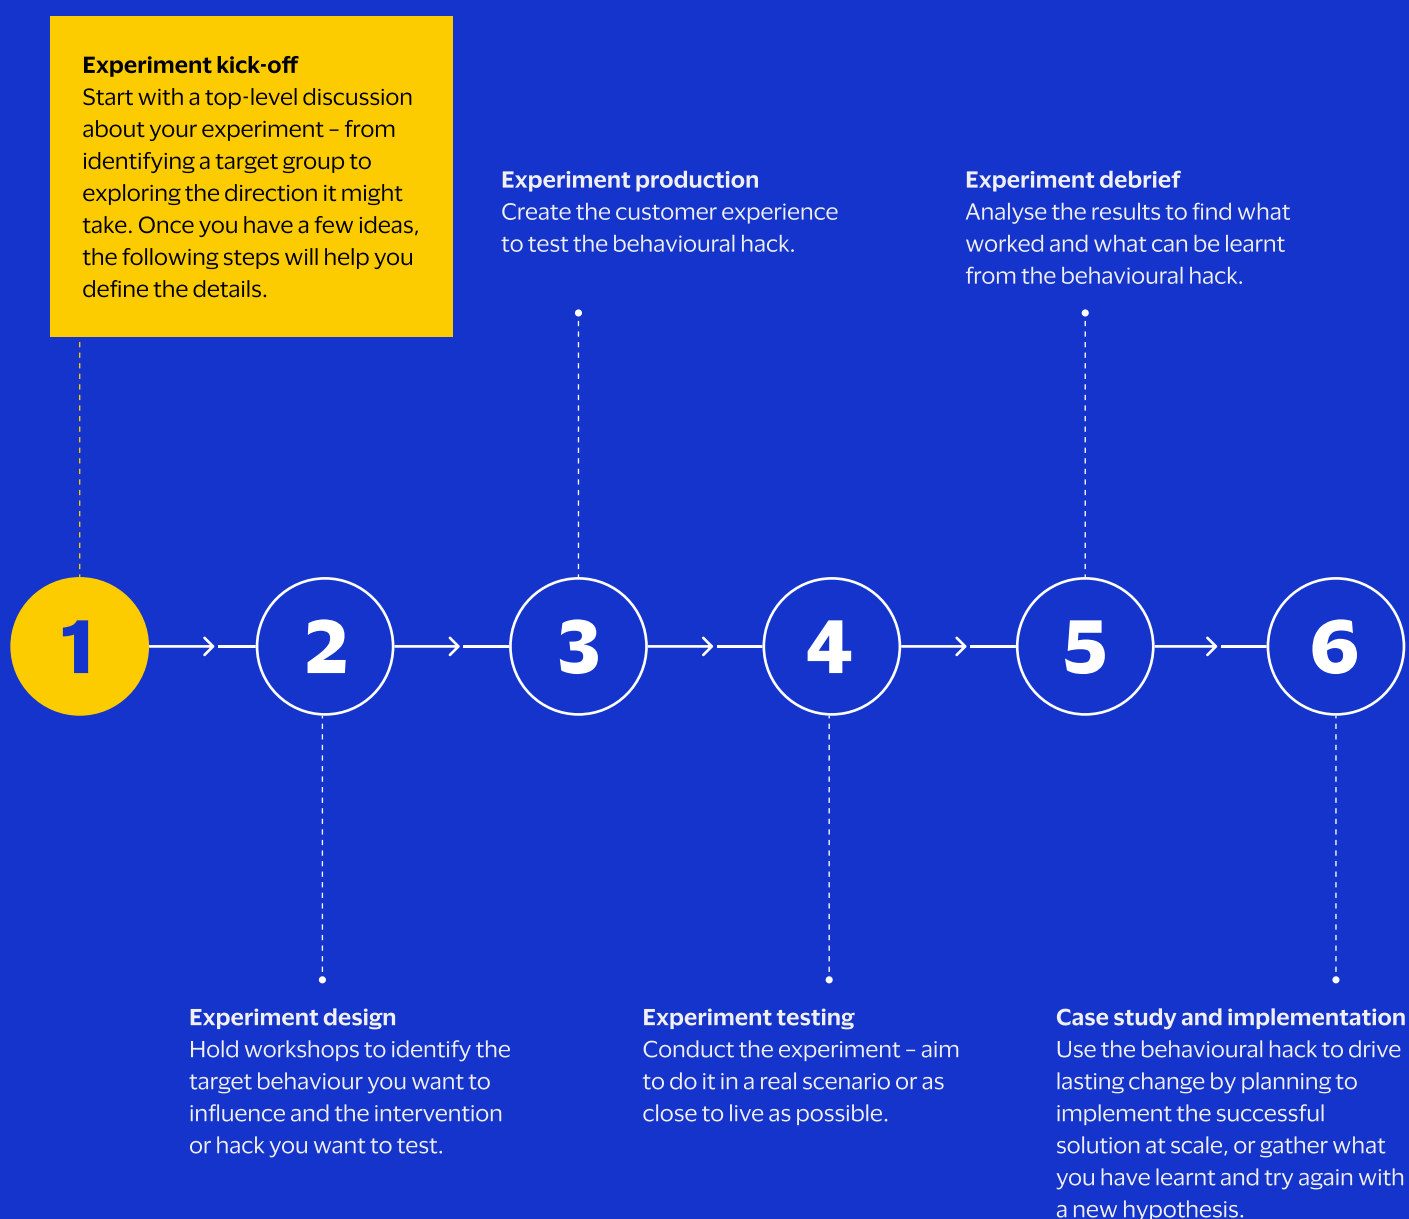 Experiment kick-off
Start with a top-level discussion
about your experiment – from
identifying a target group to
exploring the direction it might
take. Once you have a few ideas,
the following steps will help you
define the details.
Experiment production
Create the customer experience
to test the behavioural hack.
Experiment debrief
Analyse the results to find what
worked and what can be learnt
from the behavioural hack.
1
2
3
4
5
6
Experiment design
Hold workshops to identify the
target behaviour you want to
influence and the intervention
or hack you want to test.
Experiment testing
Conduct the experiment – aim
to do it in a real scenario or as
close to live as possible.
Case study and implementation
Use the behavioural hack to drive
lasting change by planning to
implement the successful
solution at scale, or gather what
you have learnt and try again with
a new hypothesis.